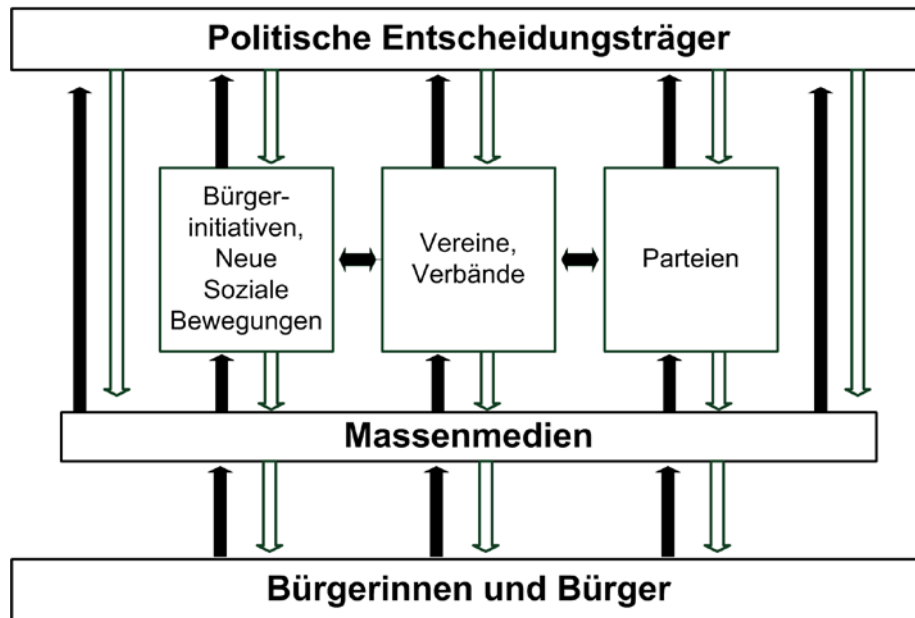 Politische Entscheidungsträger
Bürger-
initiativen,
Neue
Soziale
Bewegungen
Vereine,
Verbände
Parteien
Massenmedien
Bürgerinnen und Bürger